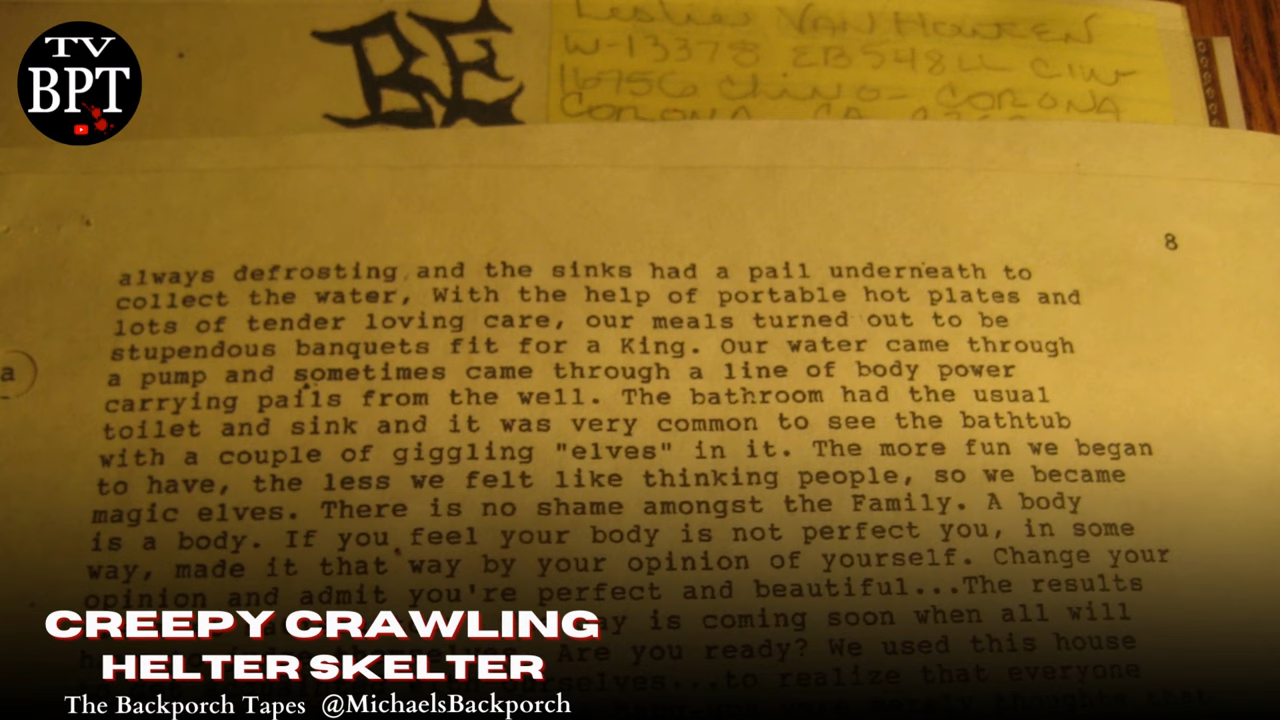 TV
BPT
BE
Leslie VAN HOUTEN
W-13378 EB548U CIW
16756 Chino- CORONA
CORONA, CA
8
always defrosting and the sinks had a pail underneath to
collect the water, With the help of portable hot plates and
lots of tender loving care, our meals turned out to be
stupendous banquets fit for a King. Our water came through
a pump and sometimes came through a line of body power
carrying pails from the well. The bathroom had the usual
toilet and sink and it was very common to see the bathtub
with a couple of giggling "elves" in it. The more fun we began
to have, the less we felt like thinking people, so we became
magic elves. There is no shame amongst the Family. A body
is a body. If you feel your body is not perfect you, in some
way, made it that way by your opinion of yourself. Change your
opinion and admit you're perfect and beautiful...The results
is coming soon when all will
Are you ready? We used this house
to realize that everyone
a
CREEPY CRAWLING
HELTER SKELTER
The Backporch Tapes @MichaelsBackporch